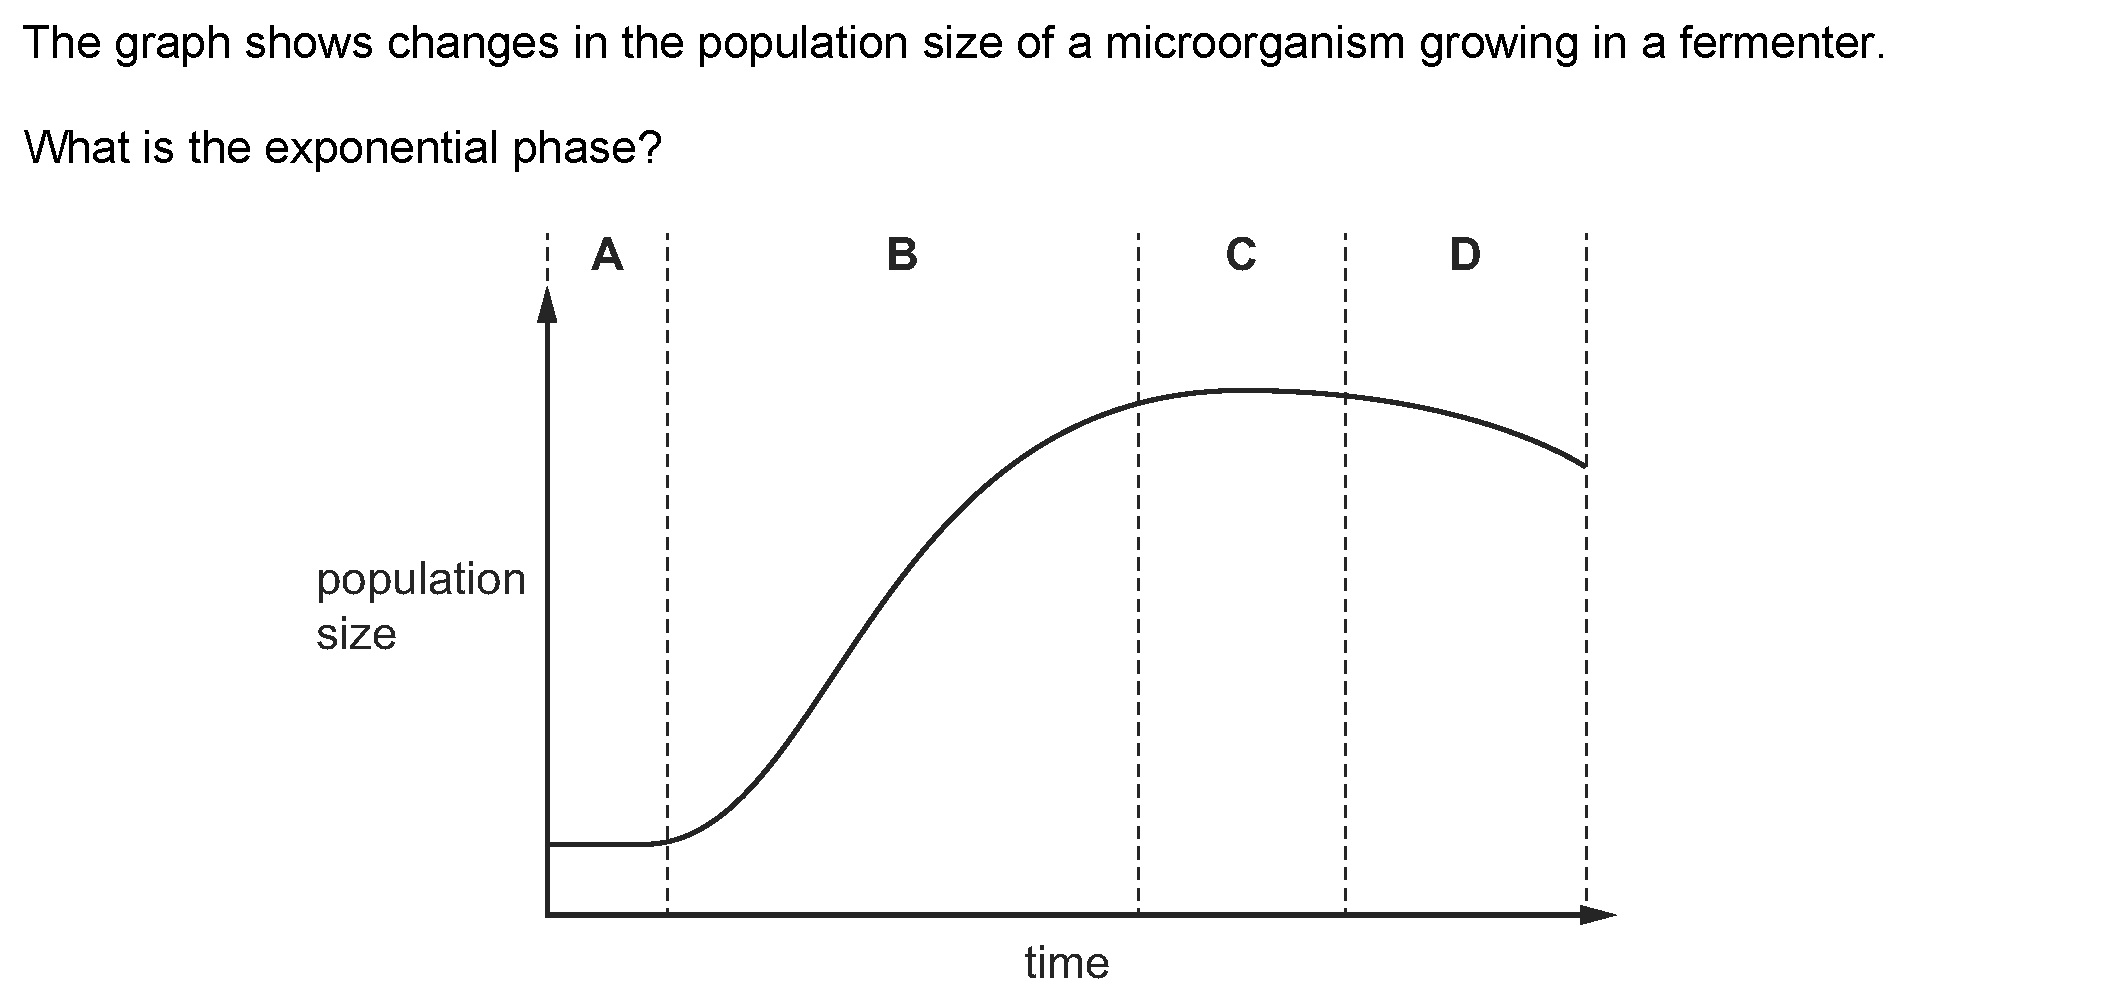 The graph shows changes in the population size of a microorganism growing in a fermenter.
What is the exponential phase?
A B C D
population
size
time